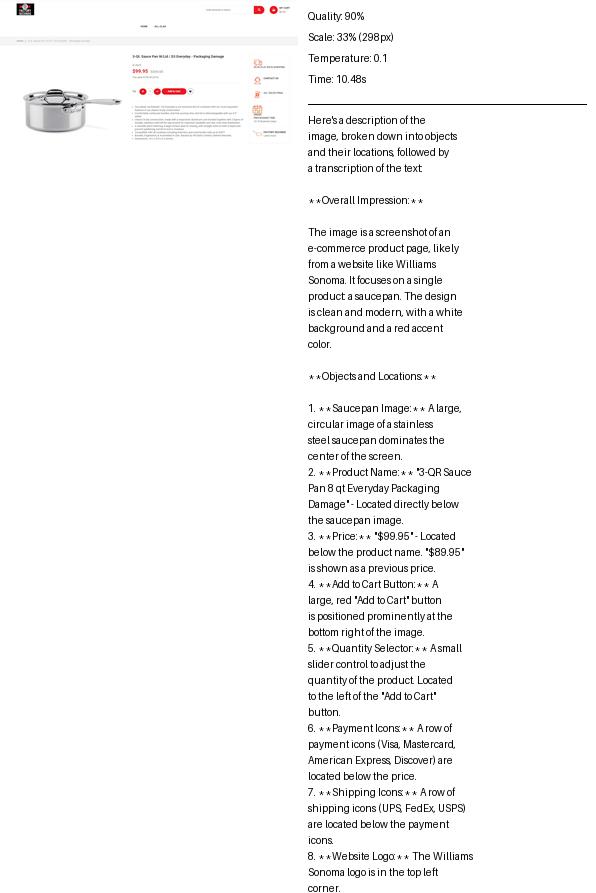 HOME
3-Qt. Sauce Pan W/Lid / D3 Everyday - Packaging Damage
$99.95
Add to Cart
Quality: 90%
Scale: 33% (298px)
Temperature: 0.1
Time: 10.48s
Here's a description of the
image, broken down into objects
and their locations, followed by
a transcription of the text:
**Overall Impression:**
The image is a screenshot of an
e-commerce product page, likely
from a website like Williams
Sonoma. It focuses on a single
product: a saucepan. The design
is clean and modern, with a white
background and a red accent
color.
**Objects and Locations:**
1. **Saucepan Image:** A large,
circular image of a stainless
steel saucepan dominates the
center of the screen.
2. **Product Name:** "3-QR Sauce
Pan 8 qt Everyday Packaging
Damage" - Located directly below
the saucepan image.
3. **Price:** "$99.95" - Located
below the product name. "$89.95"
is shown as a previous price.
4. **Add to Cart Button:** A
large, red "Add to Cart" button
is positioned prominently at the
bottom right of the image.
5. **Quantity Selector:** A small
slider control to adjust the
quantity of the product. Located
to the left of the "Add to Cart"
button.
6. **Payment Icons:** A row of
payment icons (Visa, Mastercard,
American Express, Discover) are
located below the price.
7. **Shipping Icons:** A row of
shipping icons (UPS, FedEx, USPS)
are located below the payment
icons.
8. **Website Logo:** The Williams
Sonoma logo is in the top left
corner.